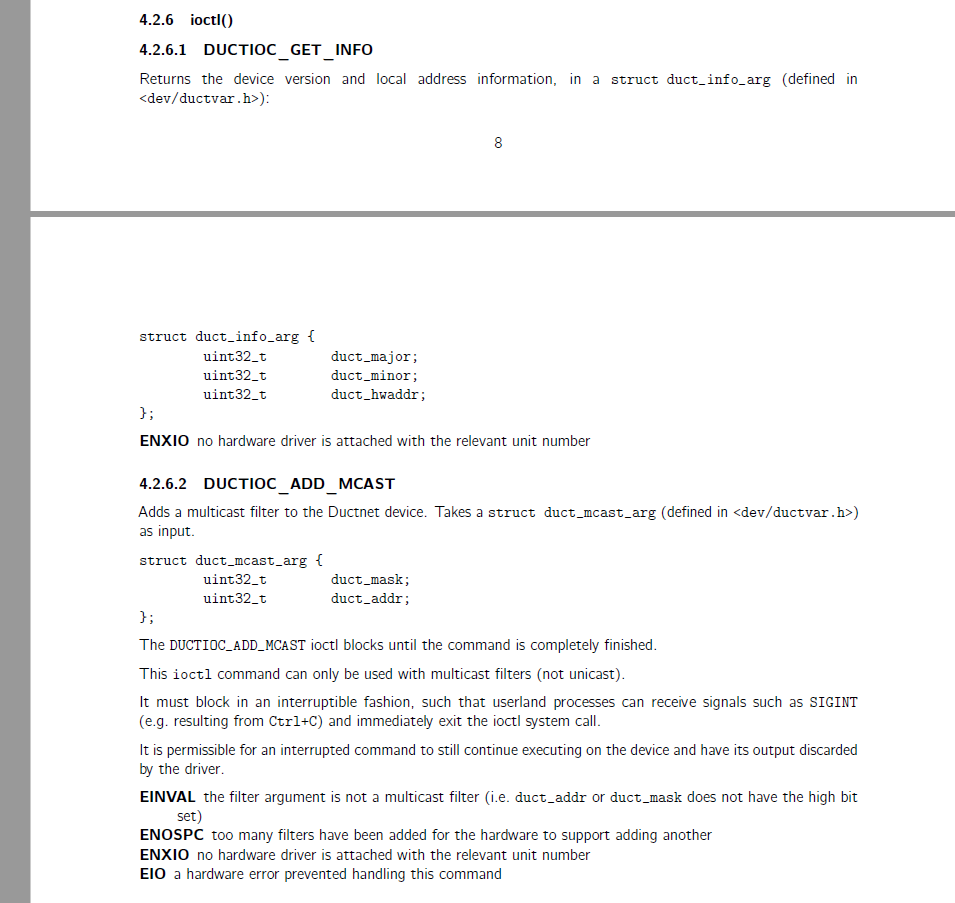 4.2.6 ioctl()
4.2.6.1 DUCTIOC_GET_INFO
Returns the device version and local address information, in a struct duct_info_arg (defined in
<dev/ductvar.h>):
8
struct duct_info_arg {
uint32_t duct_major;
uint32_t duct_minor;
uint32_t duct_hwaddr;
};
ENXIO no hardware driver is attached with the relevant unit number
4.2.6.2 DUCTIOC_ADD_MCAST
Adds a multicast filter to the Ductnet device. Takes a struct duct_mcast_arg (defined in <dev/ductvar.h>)
as input.
struct duct_mcast_arg {
uint32_t duct_mask;
uint32_t duct_addr;
};
The DUCTIOC_ADD_MCAST ioctl blocks until the command is completely finished.
This ioctl command can only be used with multicast filters (not unicast).
It must block in an interruptible fashion, such that userland processes can receive signals such as SIGINT
(e.g. resulting from Ctrl+C) and immediately exit the ioctl system call.
It is permissible for an interrupted command to still continue executing on the device and have its output discarded
by the driver.
EINVAL the filter argument is not a multicast filter (i.e. duct_addr or duct_mask does not have the high bit
set)
ENOSPC too many filters have been added for the hardware to support adding another
ENXIO no hardware driver is attached with the relevant unit number
EIO a hardware error prevented handling this command